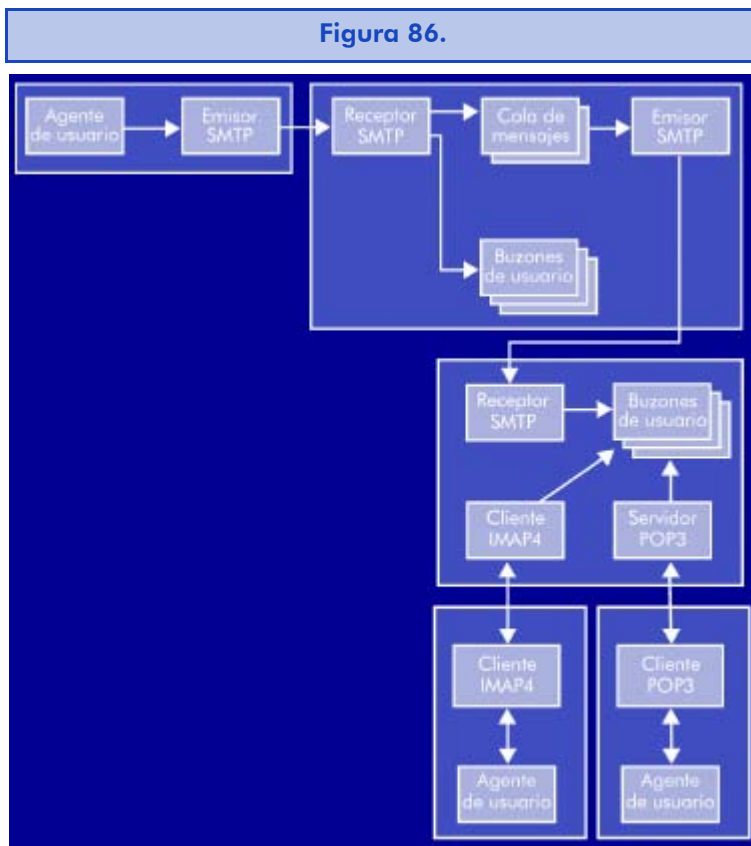 Figura 86.
Agente
de usuario
Emisor
SMTP
Receptor
SMTP
Cola de
mensajes
Emisor
SMTP
Buzones
de usuario
Receptor
SMTP
Buzones
de usuario
Cliente
IMAP4
Servidor
POP3
Cliente
IMAP4
Cliente
POP3
Agente
de usuario
Agente
de usuario